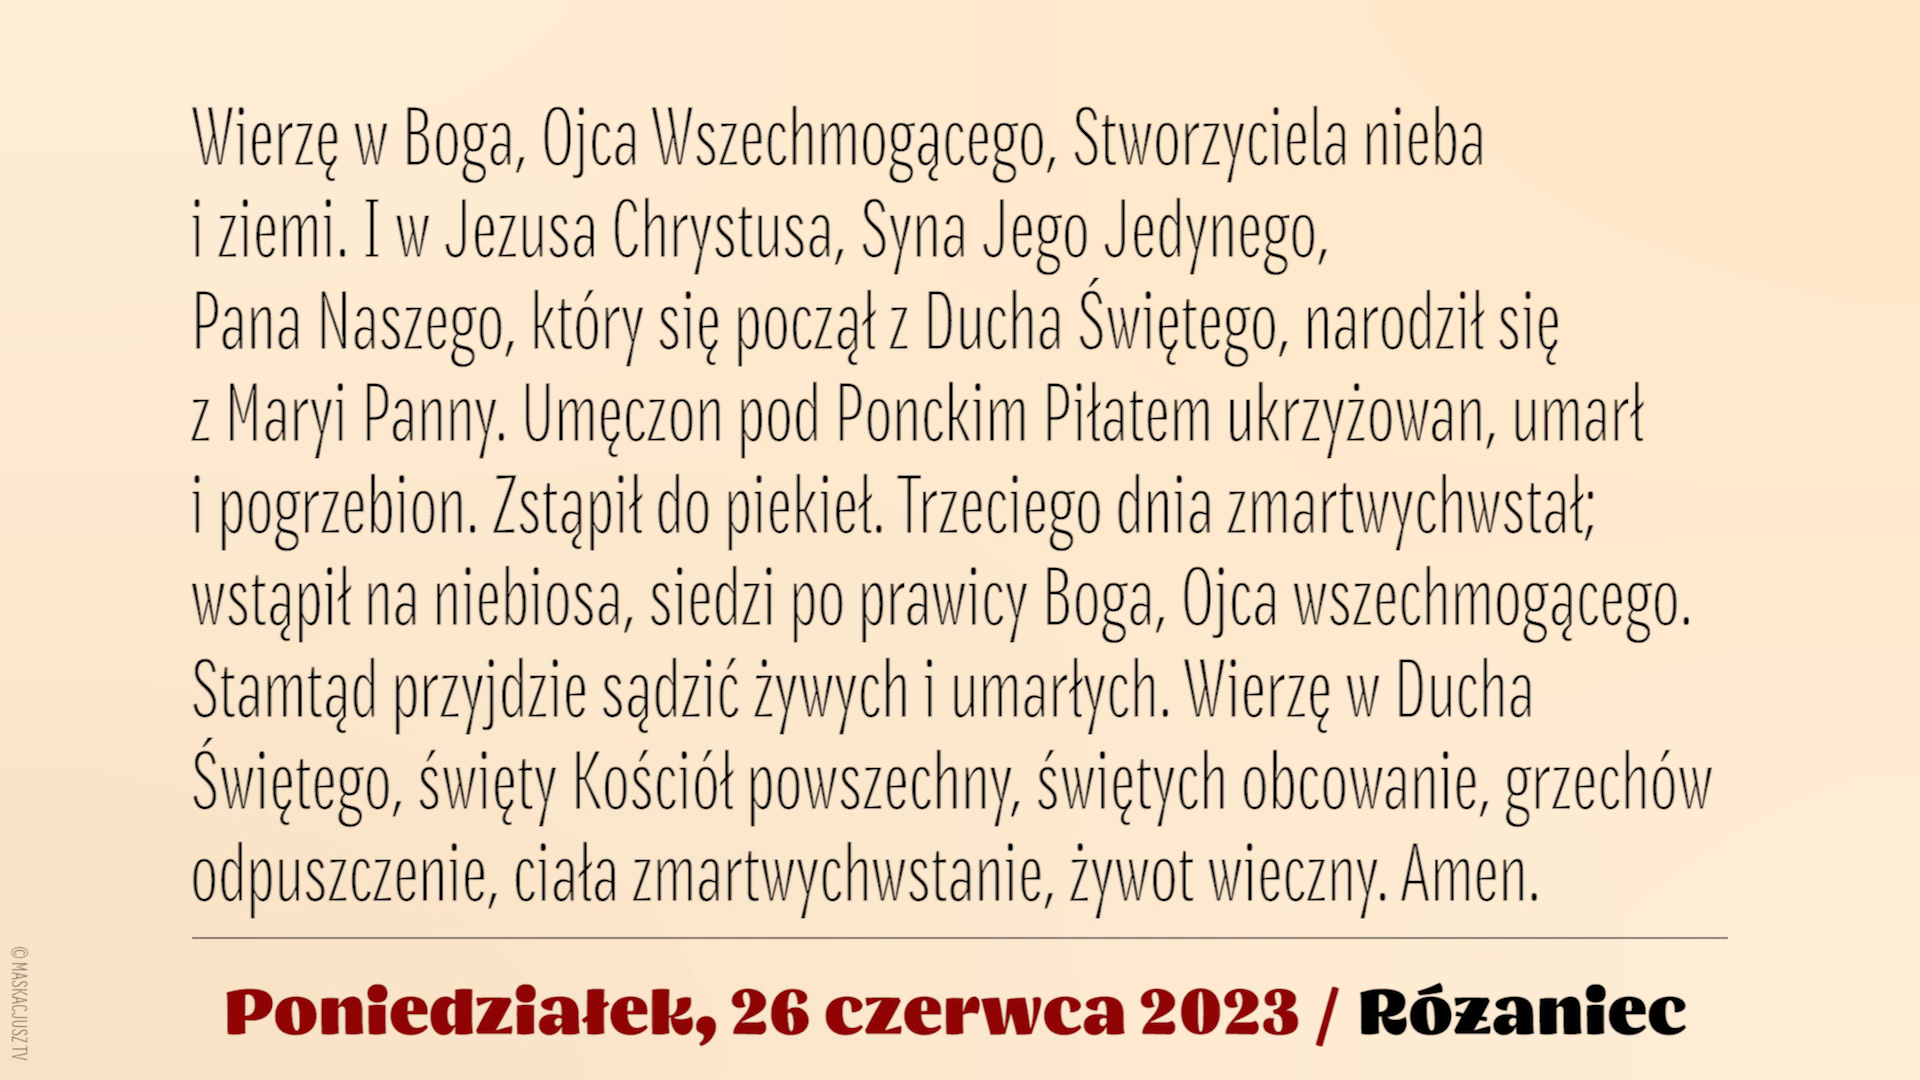 Wierzę w Boga, Ojca Wszechmogącego, Stworzyciela nieba
i ziemi. I w Jezusa Chrystusa, Syna Jego Jedynego,
Pana Naszego, który się począł z Ducha Świętego, narodził się
z Maryi Panny. Umęczon pod Ponckim Piłatem ukrzyżowan, umarł
i pogrzebion. Zstąpił do piekieł. Trzeciego dnia zmartwychwstał;
wstąpił na niebiosa, siedzi po prawicy Boga, Ojca wszechmogącego.
Stamtąd przyjdzie sądzić żywych i umarłych. Wierzę w Ducha
Świętego, święty Kościół powszechny, świętych obcowanie, grzechów
odpuszczenie, ciała zmartwychwstanie, żywot wieczny. Amen.
Poniedziałek, 26 czerwca 2023 / Różaniec
© MASKACJUSZ TV